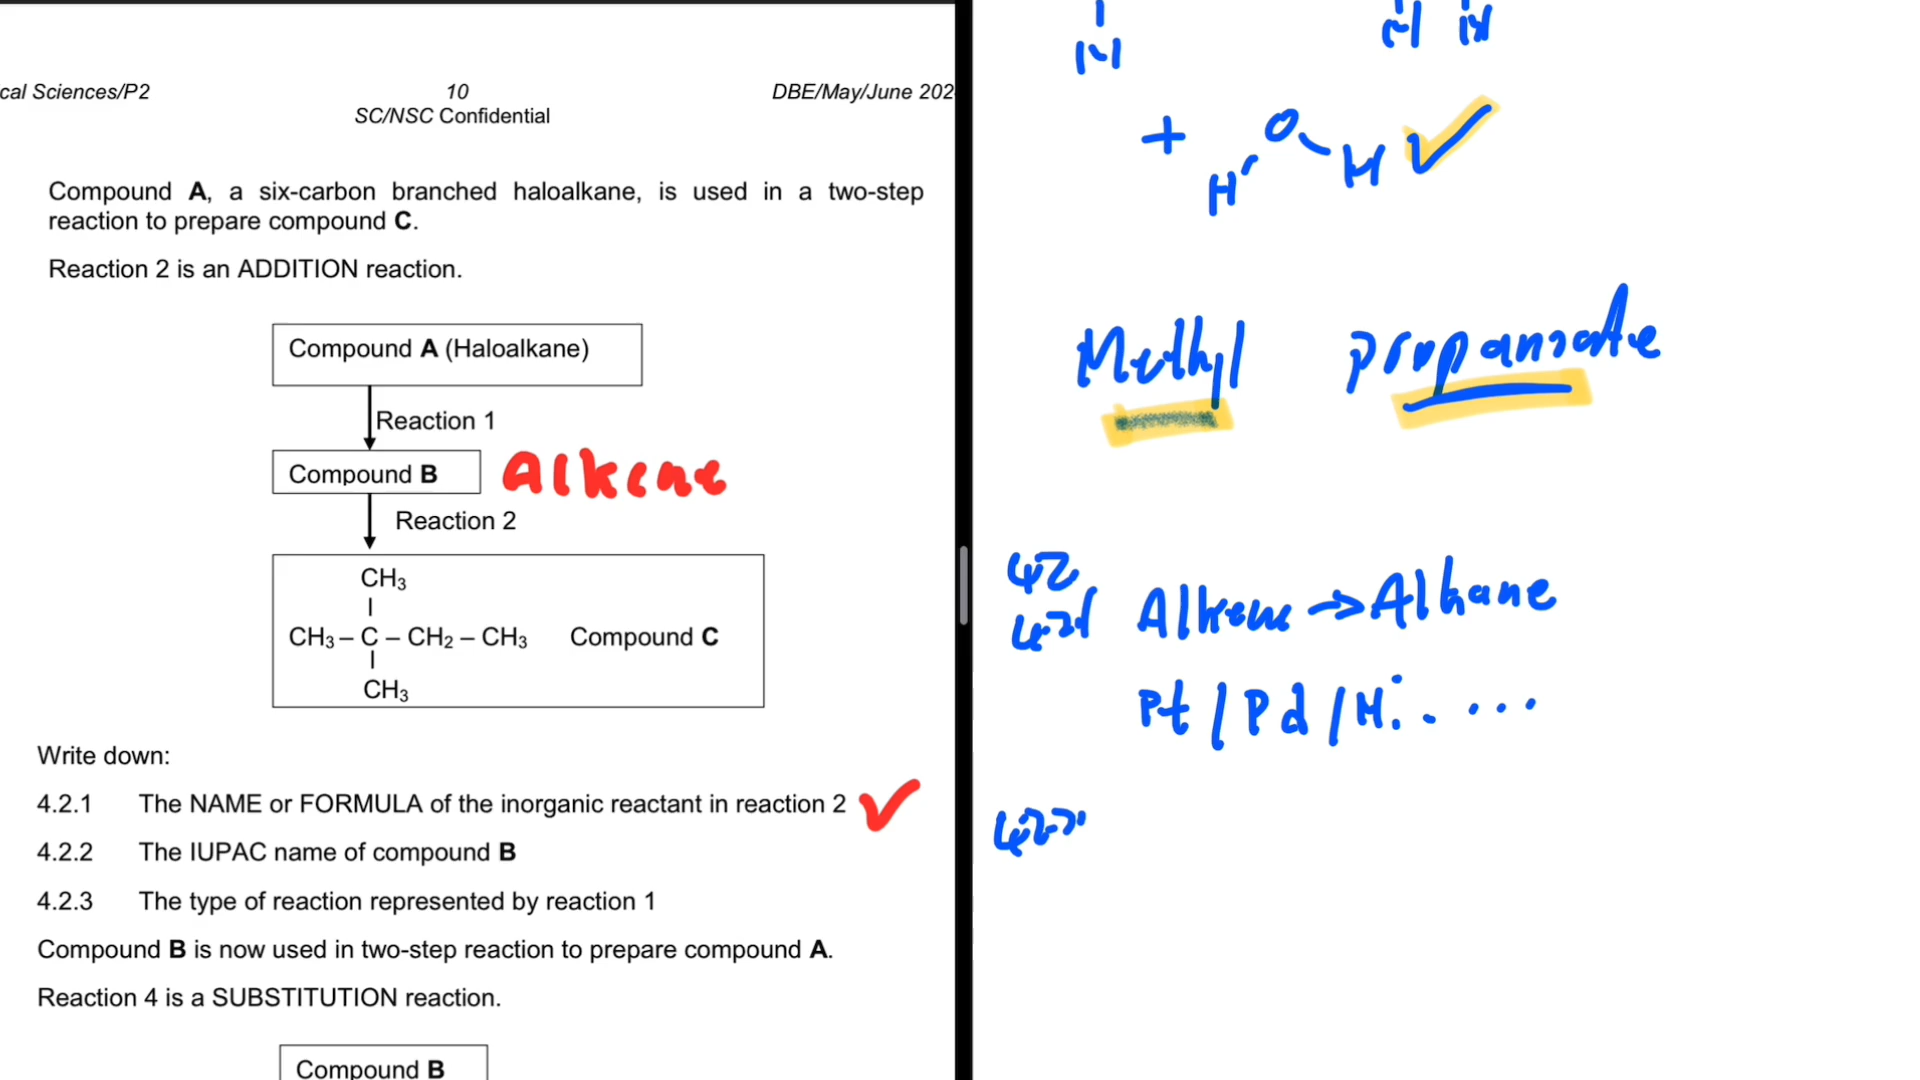 cal Sciences/P2 10 DBE/May/June 202
SC/NSC Confidential
Compound A, a six-carbon branched haloalkane, is used in a two-step
reaction to prepare compound C.
Reaction 2 is an ADDITION reaction.
Compound A (Haloalkane)
Reaction 1
Compound B Alkene
Reaction 2
CH3
CH3 – C – CH2 – CH3 Compound C
CH3
Write down:
4.2.1 The NAME or FORMULA of the inorganic reactant in reaction 2
4.2.2 The IUPAC name of compound B
4.2.3 The type of reaction represented by reaction 1
Compound B is now used in two-step reaction to prepare compound A.
Reaction 4 is a SUBSTITUTION reaction.
Compound B
H
H H
+ H O H
Methyl propanoate
4.2
4.2.1 Alkene → Alkane
Pt / Pd / Ni . ...